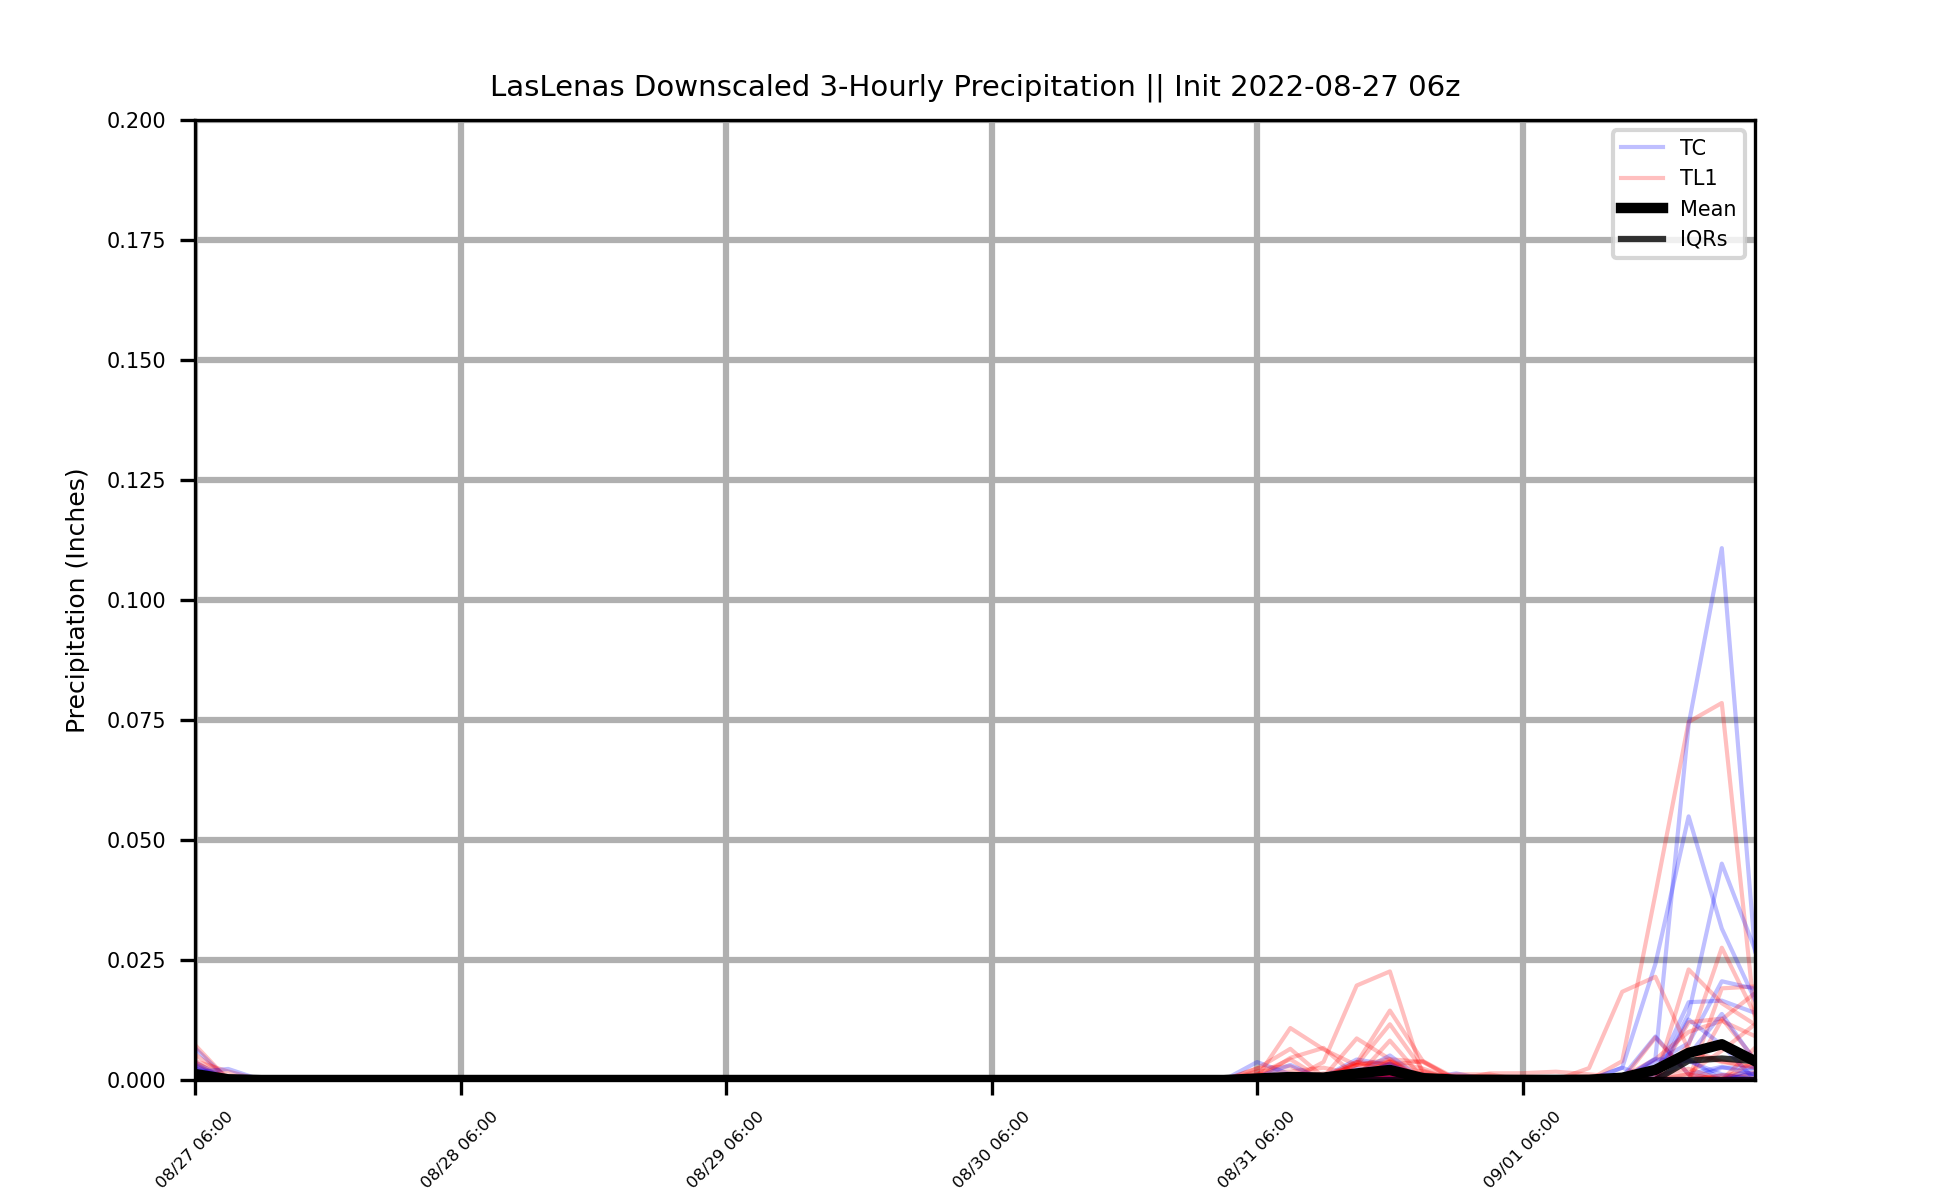 LasLenas Downscaled 3-Hourly Precipitation || Init 2022-08-27 06z
0.200
0.175
0.150
0.125
0.100
0.075
0.050
0.025
0.000
Precipitation (Inches)
TC
TL1
Mean
IQRs
08/27 06:00
08/28 06:00
08/29 06:00
08/30 06:00
08/31 06:00
09/01 06:00